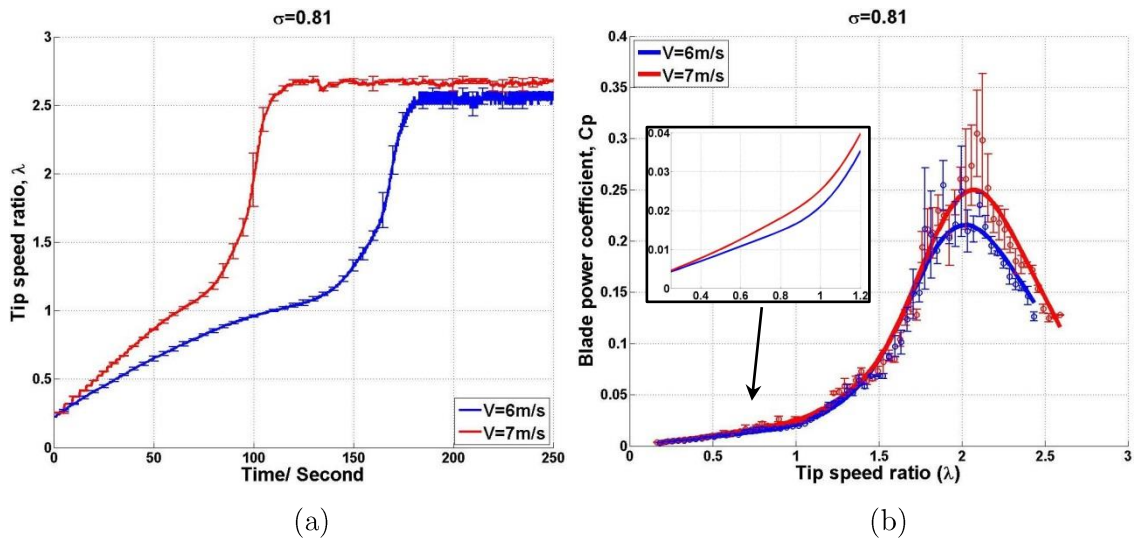 σ=0.81
3
2.5
2
1.5
1
0.5
0
Tip speed ratio, λ
0 50 100 150 200 250
Time/ Second
V=6m/s
V=7m/s
(a)
σ=0.81
V=6m/s
V=7m/s
0.4
0.35
0.3
0.25
0.2
0.15
0.1
0.05
0
Blade power coefficient, Cp
0.04
0.03
0.02
0.01
0
0.4 0.6 0.8 1 1.2
0.5 1 1.5 2 2.5 3
Tip speed ratio (λ)
(b)